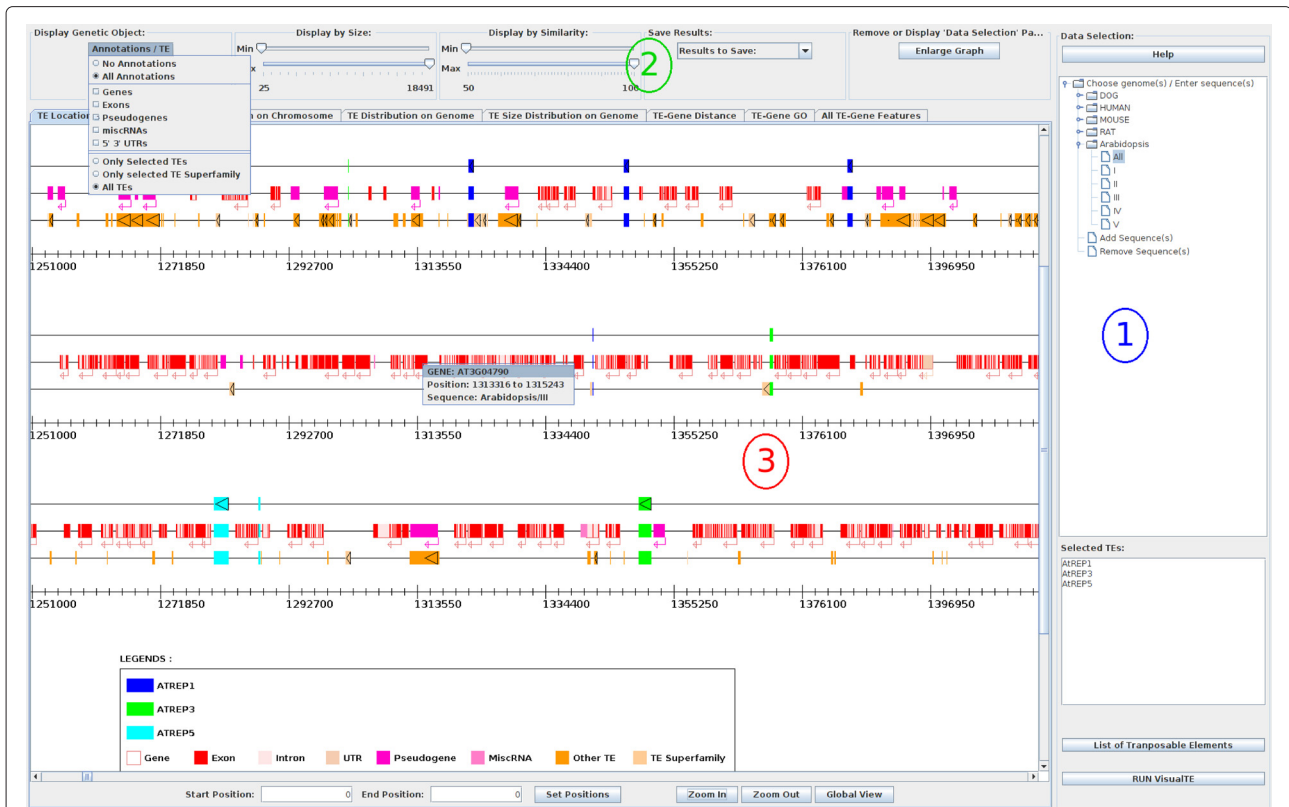 Display Genetic Object:
Annotations / TE
No Annotations
All Annotations
Genes
Exons
Pseudogenes
miscRNAs
5' 3' UTRs
Only Selected TEs
Only selected TE Superfamily
All TEs
Display by Size:
Min
25 18491
Display by Similarity:
Min
Max
50
2
Save Results:
Results to Save:
Remove or Display 'Data Selection' Pa...
Enlarge Graph
TE Location on Chromosome TE Distribution on Genome TE Size Distribution on Genome TE-Gene Distance TE-Gene GO All TE-Gene Features
1251000 1271850 1292700 1313550 1334400 1355250 1376100 1396950
GENE: AT3G04790
Position: 1313316 to 1315243
Sequence: Arabidopsis/III
1251000 1271850 1292700 1313550 1334400 1355250 1376100 1396950
3
1251000 1271850 1292700 1313550 1334400 1355250 1376100 1396950
LEGENDS :
ATREP1
ATREP3
ATREP5
Gene Exon Intron UTR Pseudogene MiscRNA Other TE TE Superfamily
Start Position: 0 End Position: 0 Set Positions Zoom In Zoom Out Global View
Data Selection:
Help
Choose genome(s) / Enter sequence(s)
DOG
HUMAN
MOUSE
RAT
Arabidopsis
All
I
II
III
IV
V
Add Sequence(s)
Remove Sequence(s)
1
Selected TEs:
AtREP1
AtREP3
AtREP5
List of Tranposable Elements
RUN VisualTE